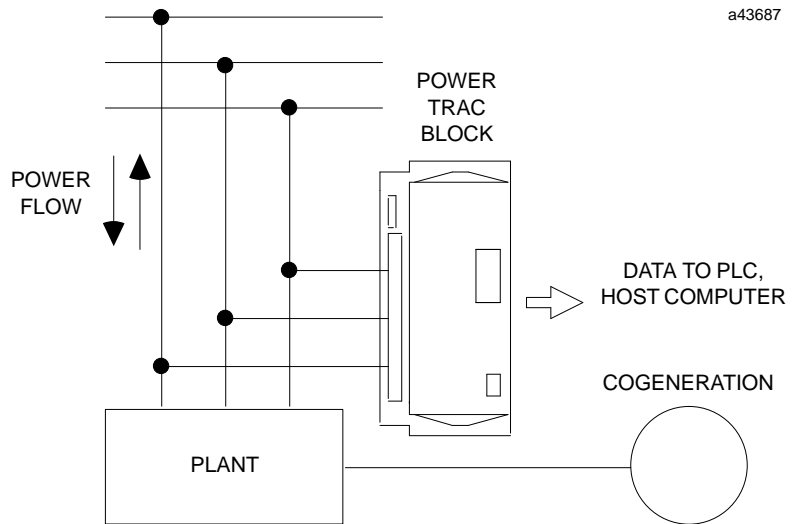 a43687
POWER
TRAC
BLOCK
POWER
FLOW
DATA TO PLC,
HOST COMPUTER
COGENERATION
PLANT